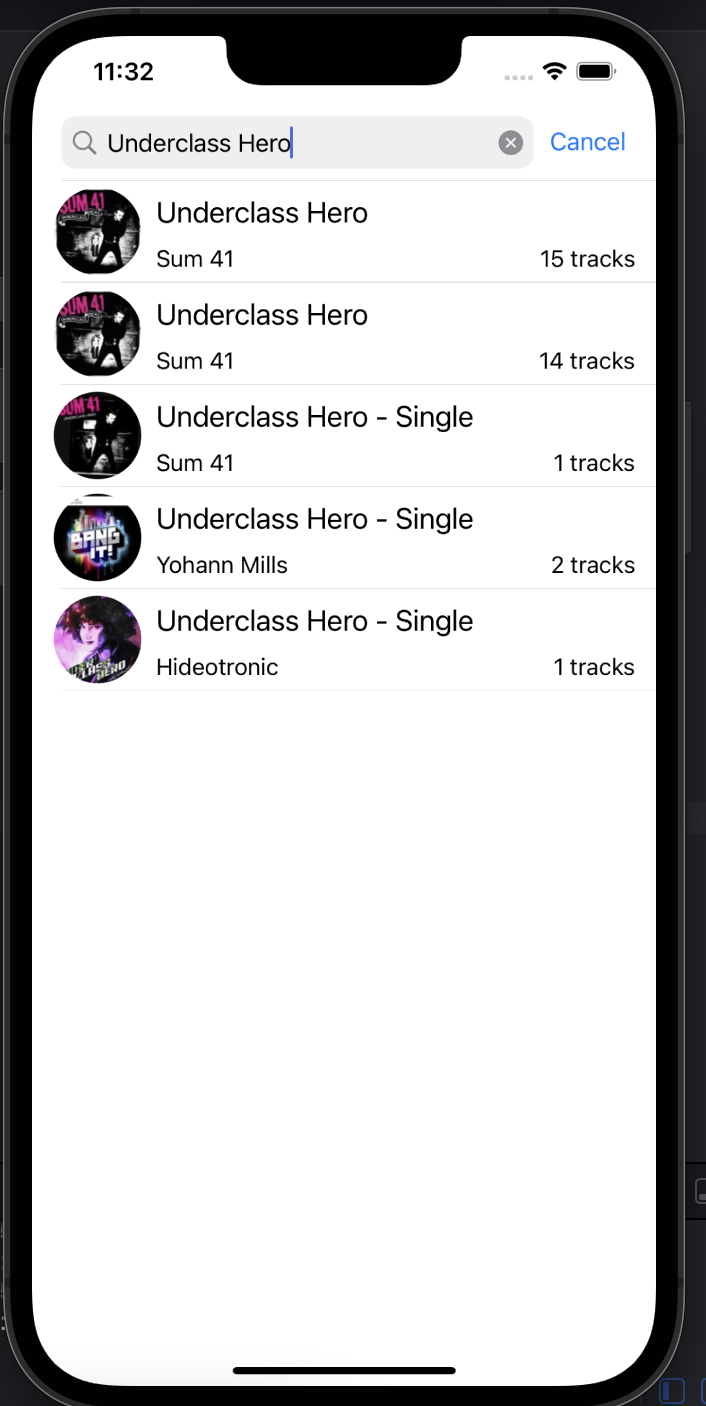 11:32
Underclass Hero
Cancel
SUM 41
Underclass Hero
Sum 41
15 tracks
SUM 41
Underclass Hero
Sum 41
14 tracks
SUM 41
UNDERCLASS HERO
Underclass Hero - Single
Sum 41
1 tracks
BANG
IT!
Underclass Hero - Single
Yohann Mills
2 tracks
Underclass Hero - Single
Hideotronic
1 tracks